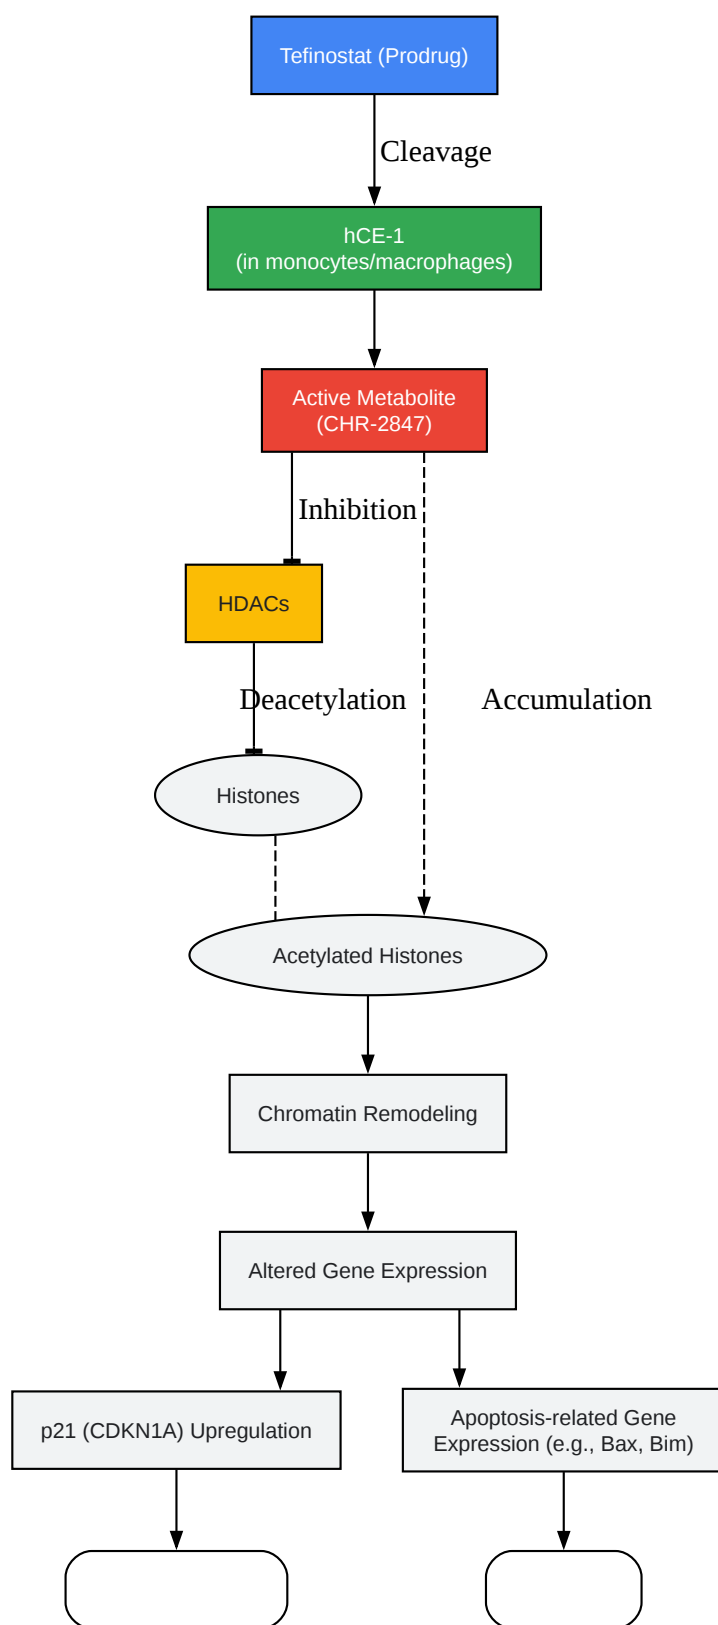 Tefinostat (Prodrug)
Cleavage
hCE-1
(in monocytes/macrophages)
Active Metabolite
(CHR-2847)
Inhibition
HDACs
Deacetylation
Accumulation
Histones
Acetylated Histones
Chromatin Remodeling
Altered Gene Expression
p21 (CDKN1A) Upregulation
Apoptosis-related Gene
Expression (e.g., Bax, Bim)